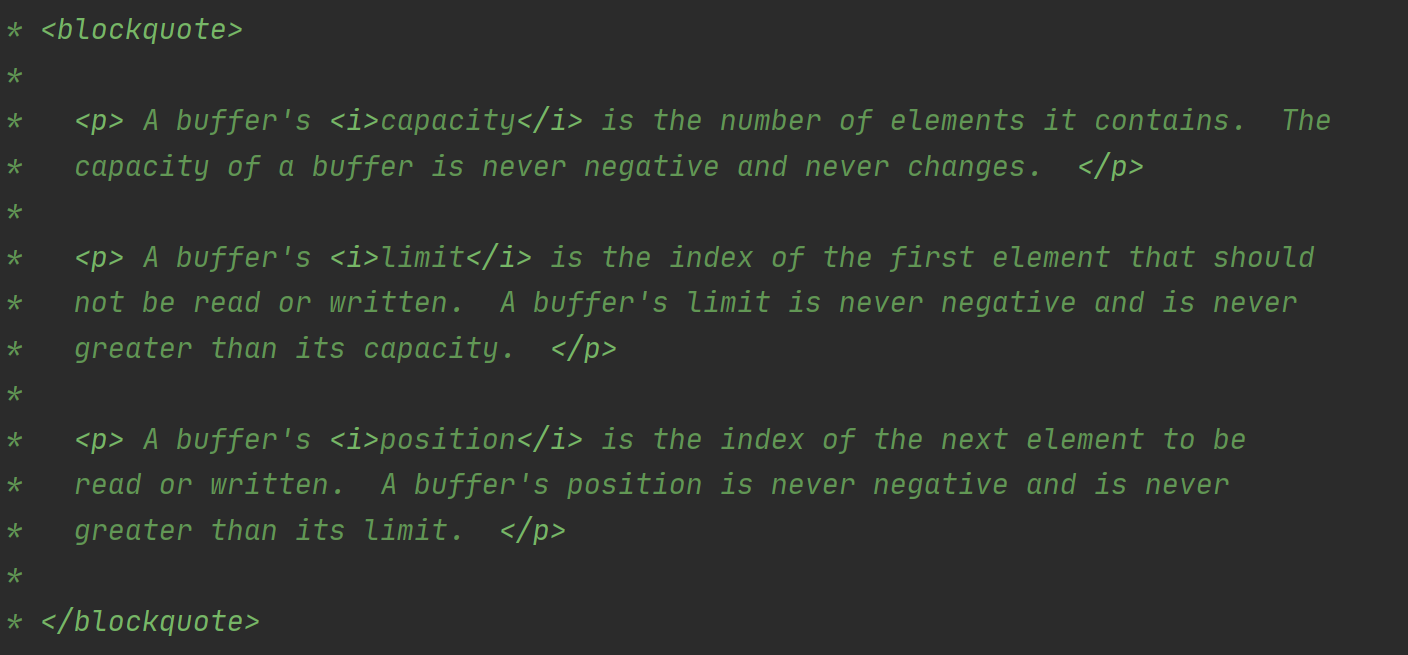 * <blockquote>
*
*   <p> A buffer's <i>capacity</i> is the number of elements it contains.  The
*   capacity of a buffer is never negative and never changes.  </p>
*
*   <p> A buffer's <i>limit</i> is the index of the first element that should
*   not be read or written.  A buffer's limit is never negative and is never
*   greater than its capacity.  </p>
*
*   <p> A buffer's <i>position</i> is the index of the next element to be
*   read or written.  A buffer's position is never negative and is never
*   greater than its limit.  </p>
*
* </blockquote>